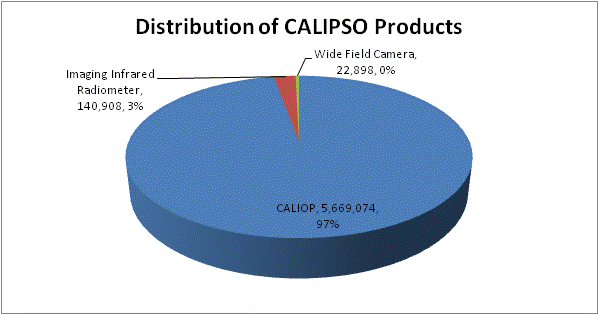 Distribution of CALIPSO Products
Wide Field Camera,
22,898, 0%
Imaging Infrared
Radiometer,
140,908, 3%
CALIOP, 5,669,074,
97%